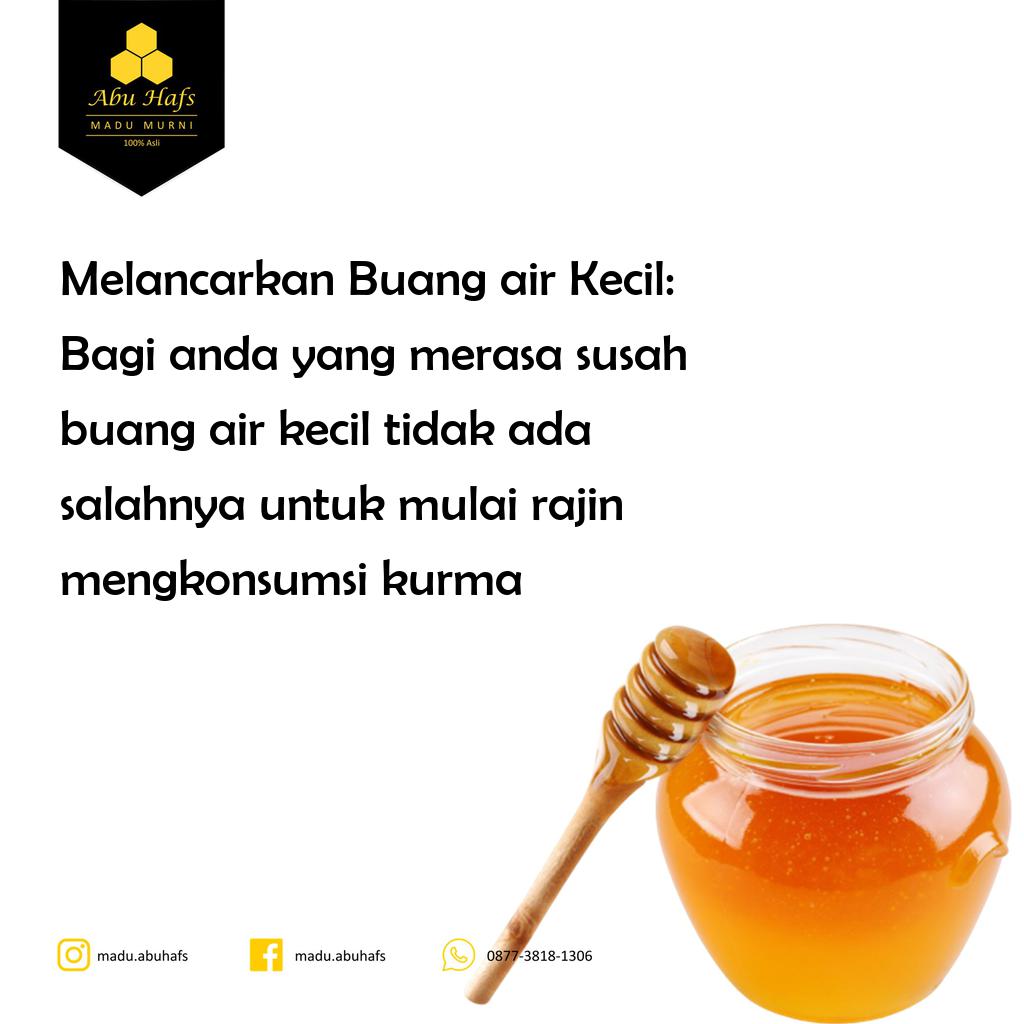 Abu Hafs
MADU MURNI
100% Asli
Melancarkan Buang air Kecil:
Bagi anda yang merasa susah
buang air kecil tidak ada
salahnya untuk mulai rajin
mengkonsumsi kurma
madu.abuhafs
madu.abuhafs
0877-3818-1306